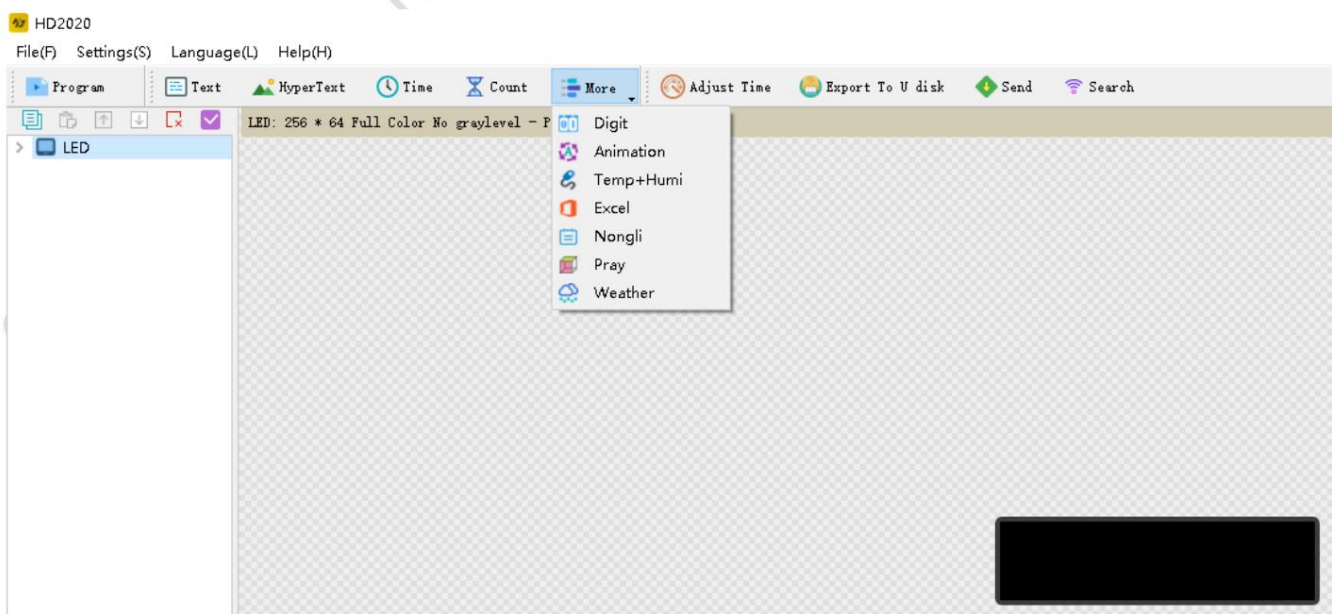 HD2020
File(F) Settings(S) Language(L) Help(H)
Program Text HyperText Time Count More Adjust Time Export To U disk Send Search
LED: 256 * 64 Full Color No graylevel - P
LED
Digit
Animation
Temp+Humi
Excel
Nongli
Pray
Weather